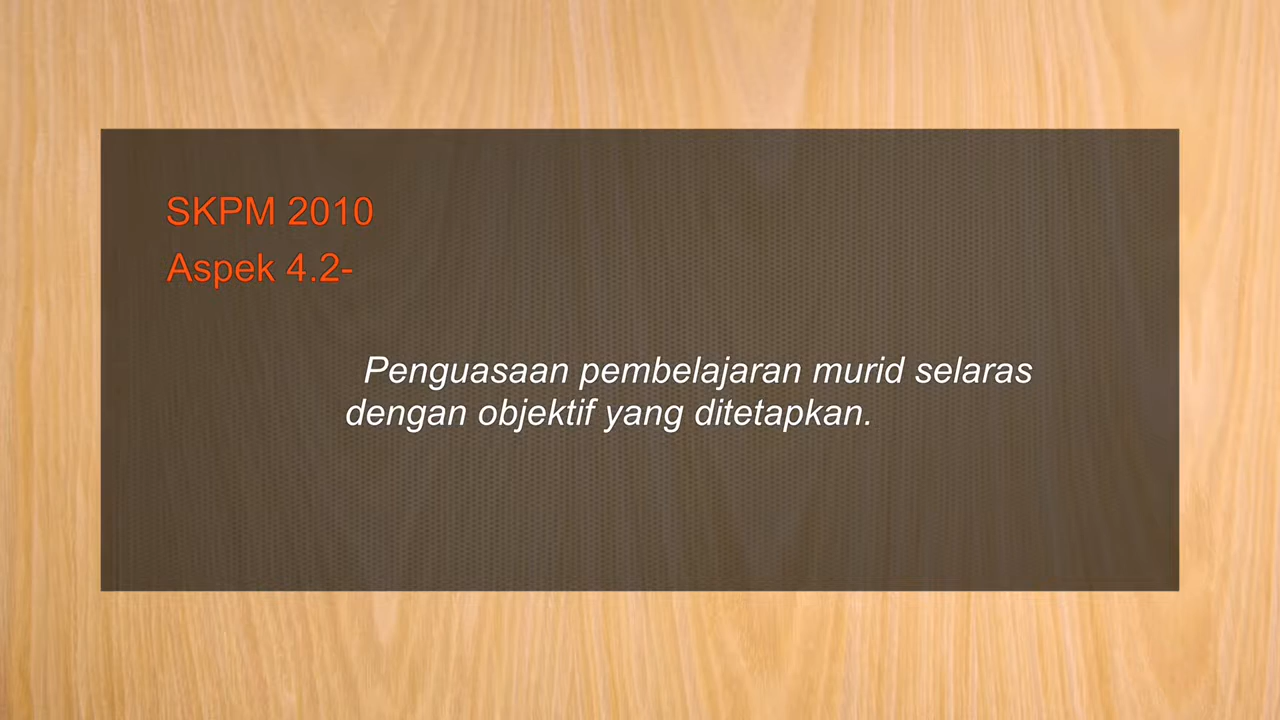 SKPM 2010
Aspek 4.2-
Penguasaan pembelajaran murid selaras
dengan objektif yang ditetapkan.